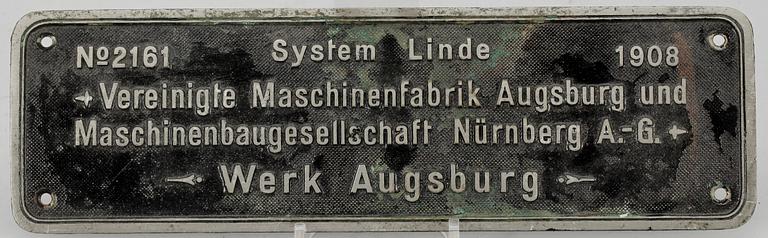 №2161 System Linde 1908
Vereinigte Maschinenfabrik Augsburg und
Maschinenbaugesellschaft Nürnberg A.-G.
Werk Augsburg